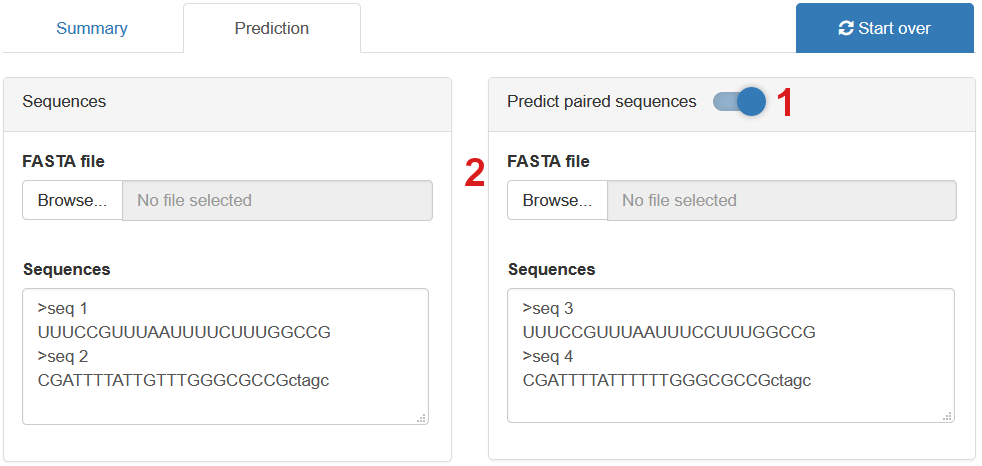 Summary
Prediction
Start over
Sequences
FASTA file
Browse...
No file selected
Sequences
>seq 1
UUUCCGUUUAAUUUUCUUUGGCCG
>seq 2
CGATTTTATTGTTTGGGCGCCGctagc
Predict paired sequences
1
2
FASTA file
Browse...
No file selected
Sequences
>seq 3
UUUCCGUUUAAUUUCCUUUGGCCG
>seq 4
CGATTTTATTTTTTGGGCGCCGctagc